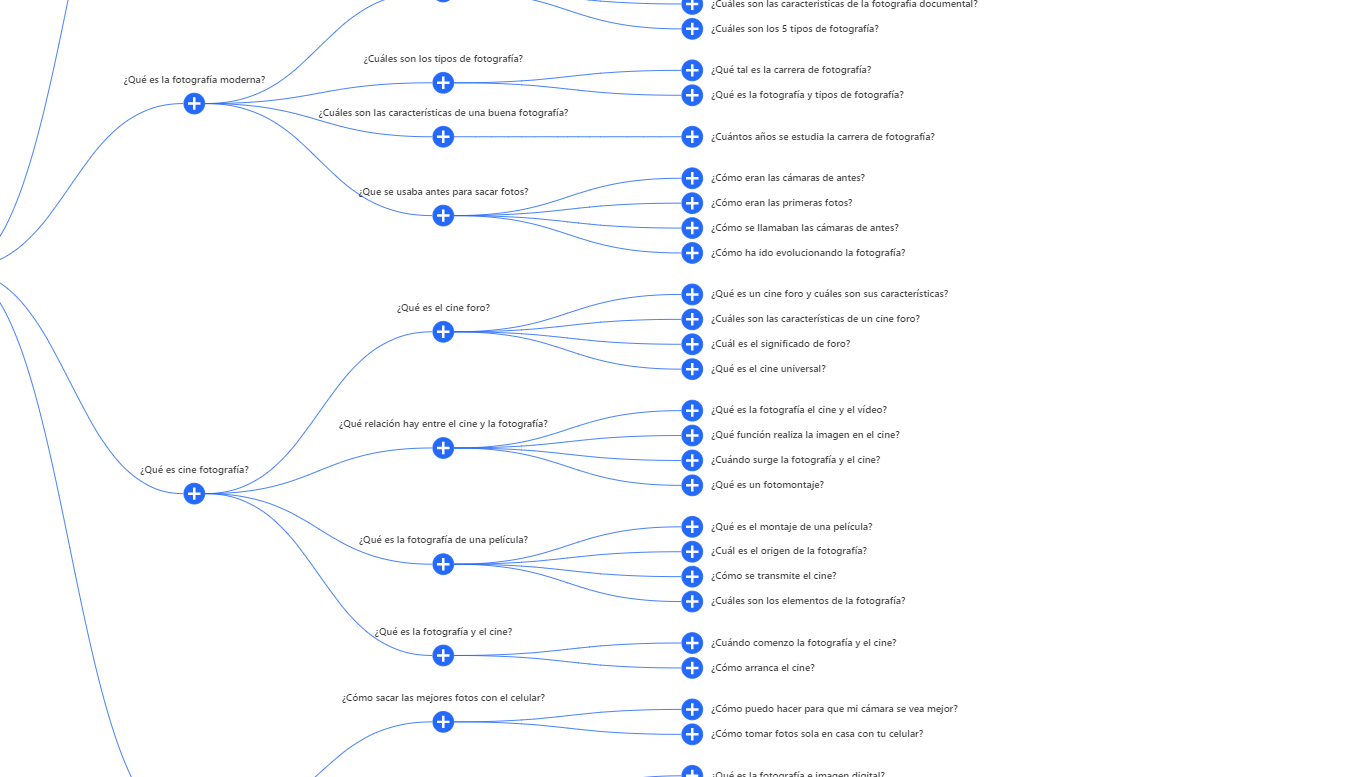 ¿Cuáles son las características de la fotografía documental?
¿Cuáles son los 5 tipos de fotografía?
¿Qué es la fotografía moderna?
¿Cuáles son los tipos de fotografía?
¿Qué tal es la carrera de fotografía?
¿Qué es la fotografía y tipos de fotografía?
¿Cuáles son las características de una buena fotografía?
¿Cuántos años se estudía la carrera de fotografía?
¿Que se usaba antes para sacar fotos?
¿Cómo eran las cámaras de antes?
¿Cómo eran las primeras fotos?
¿Cómo se llamaban las cámaras de antes?
¿Cómo ha ido evolucionando la fotografía?
¿Qué es cine fotografía?
¿Qué es el cine foro?
¿Qué es un cine foro y cuáles son sus características?
¿Cuáles son las características de un cine foro?
¿Cuál es el significado de foro?
¿Qué es el cine universal?
¿Qué relación hay entre el cine y la fotografía?
¿Qué es la fotografía el cine y el vídeo?
¿Qué función realiza la imagen en el cine?
¿Cuándo surge la fotografía y el cine?
¿Qué es un fotomontaje?
¿Qué es la fotografía de una película?
¿Qué es el montaje de una película?
¿Cuál es el origen de la fotografía?
¿Cómo se transmite el cine?
¿Cuáles son los elementos de la fotografía?
¿Qué es la fotografía y el cine?
¿Cuándo comenzo la fotografía y el cine?
¿Cómo arranca el cine?
¿Cómo sacar las mejores fotos con el celular?
¿Cómo puedo hacer para que mi cámara se vea mejor?
¿Cómo tomar fotos sola en casa con tu celular?
¿Qué es la fotografía e imagen digital?